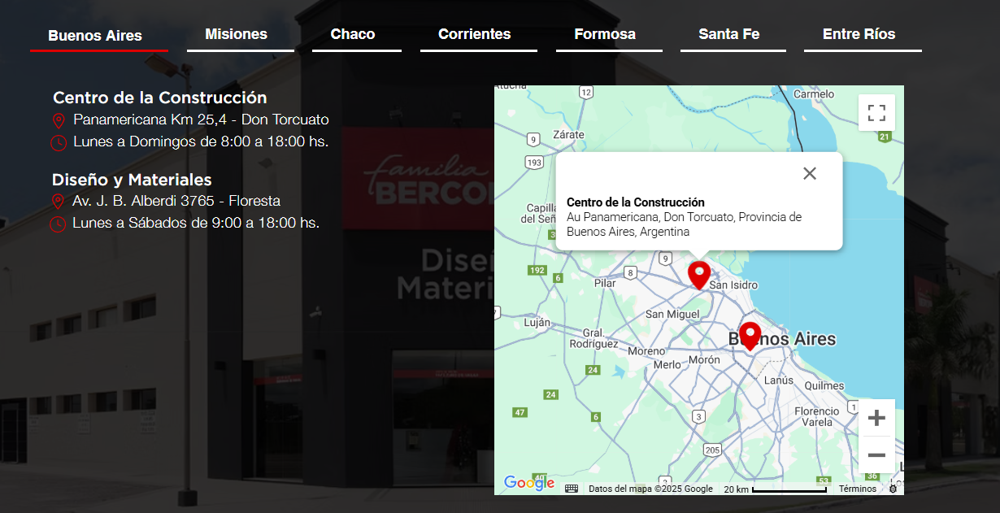 Buenos Aires
Misiones
Chaco
Corrientes
Formosa
Santa Fe
Entre Ríos
Centro de la Construcción
Panamericana Km 25,4 - Don Torcuato
Lunes a Domingos de 8:00 a 18:00 hs.
Diseño y Materiales
Av. J. B. Alberdi 3765 - Floresta
Lunes a Sábados de 9:00 a 18:00 hs.
familia
BERCO
Dise
Materi
12
Carmelo
21
Zárate
9
193
Capilla
del Señ
Centro de la Construcción
Au Panamericana, Don Torcuato, Provincia de
Buenos Aires, Argentina
192
6
9
8
Pilar
San Isidro
San Miguel
Luján
Gral.
Rodríguez
Buenos Aires
Moreno
Merlo
Morón
24
Lanús
Quilmes
24
47
6
3
Florencio
Varela
1
205
Google
Datos del mapa ©2025 Google
20 km
Términos
53
36